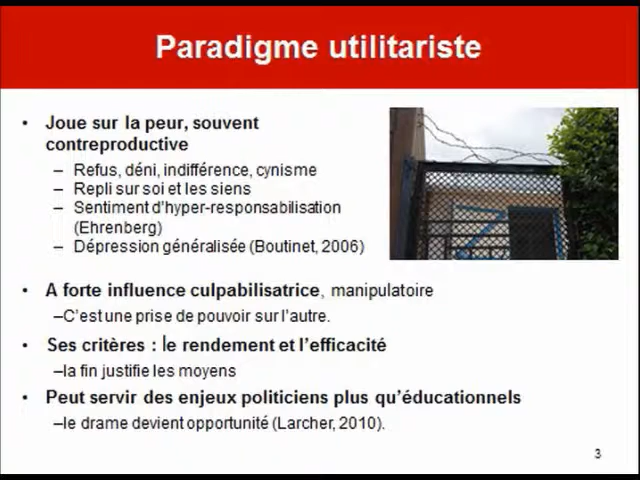 Paradigme utilitariste
• Joue sur la peur, souvent
contreproductive
– Refus, déni, indifférence, cynisme
– Repli sur soi et les siens
– Sentiment d'hyper-responsabilisation
(Ehrenberg)
– Dépression généralisée (Boutinet, 2006)
• A forte influence culpabilisatrice, manipulatoire
–C'est une prise de pouvoir sur l'autre.
• Ses critères : le rendement et l'efficacité
–la fin justifie les moyens
• Peut servir des enjeux politiciens plus qu'éducationnels
–le drame devient opportunité (Larcher, 2010).
3